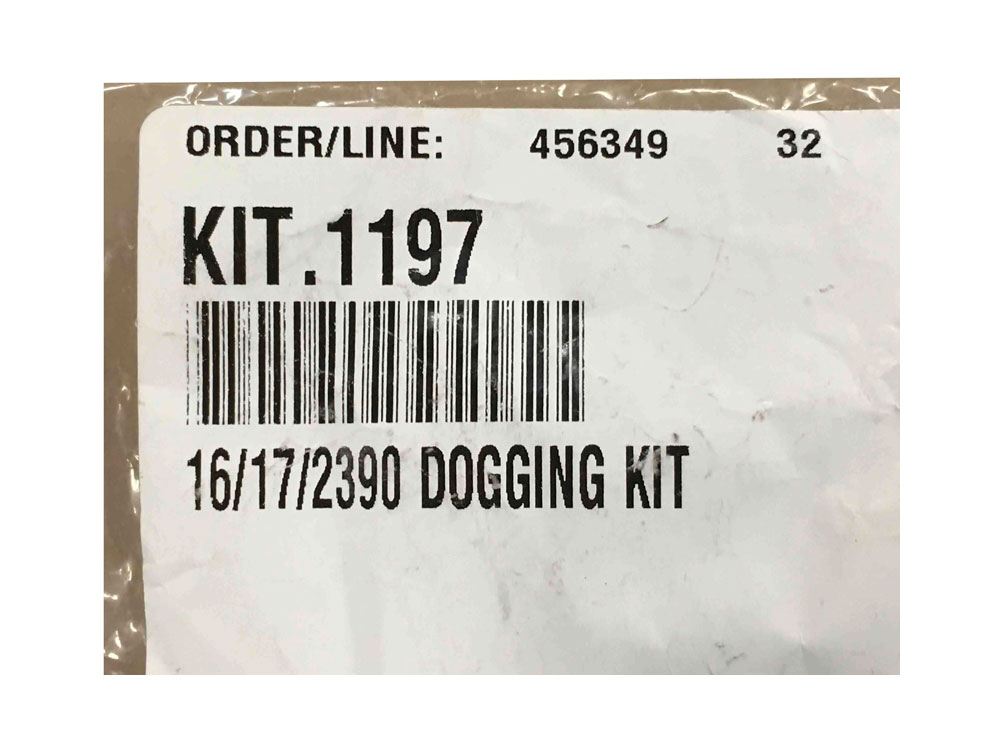 ORDER/LINE: 456349 32
KIT.1197
16/17/2390 DOGGING KIT